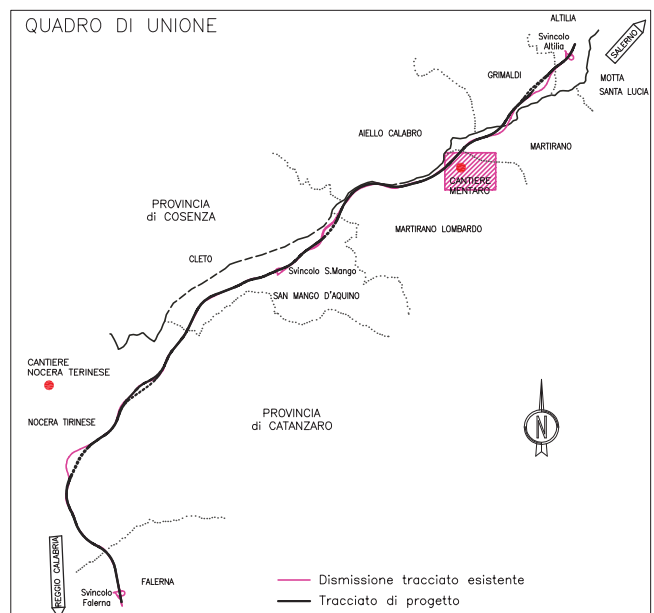 QUADRO DI UNIONE
ALTILIA
Svincolo
Altilia
SALERNO
GRIMALDI
MOTTA
SANTA LUCIA
AIELLO CALABRO
MARTIRANO
CANTIERE
MENTARO
PROVINCIA
di COSENZA
MARTIRANO LOMBARDO
CLETO
Svincolo S.Mango
SAN MANGO D'AQUINO
CANTIERE
NOCERA TERINESE
PROVINCIA
di CATANZARO
NOCERA TIRINESE
N
REGGIO CALABRIA
Svincolo
Falerna
FALERNA
Dismissione tracciato esistente
Tracciato di progetto